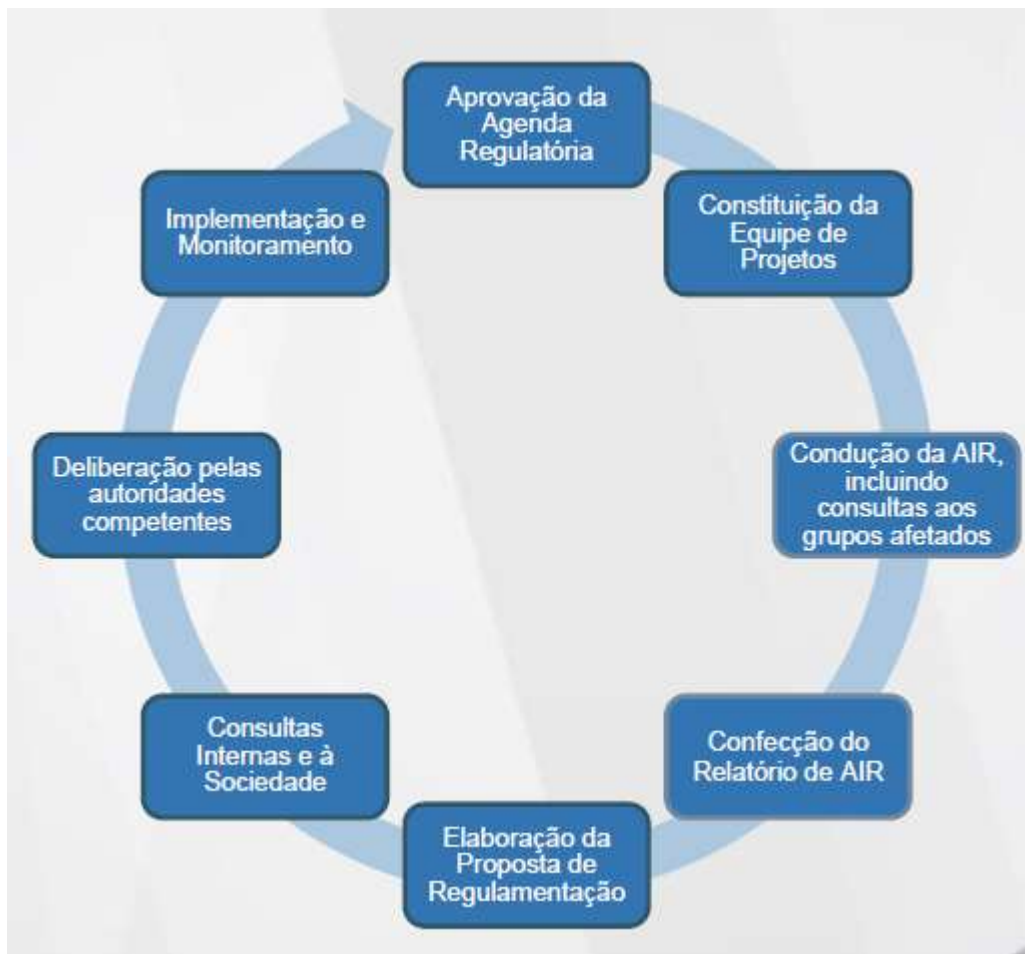 Aprovação da
Agenda
Regulatória
Constituição da
Equipe de
Projetos
Condução da AIR,
incluindo
consultas aos
grupos afetados
Confecção do
Relatório de AIR
Elaboração da
Proposta de
Regulamentação
Consultas
Internas e à
Sociedade
Deliberação pelas
autoridades
competentes
Implementação e
Monitoramento